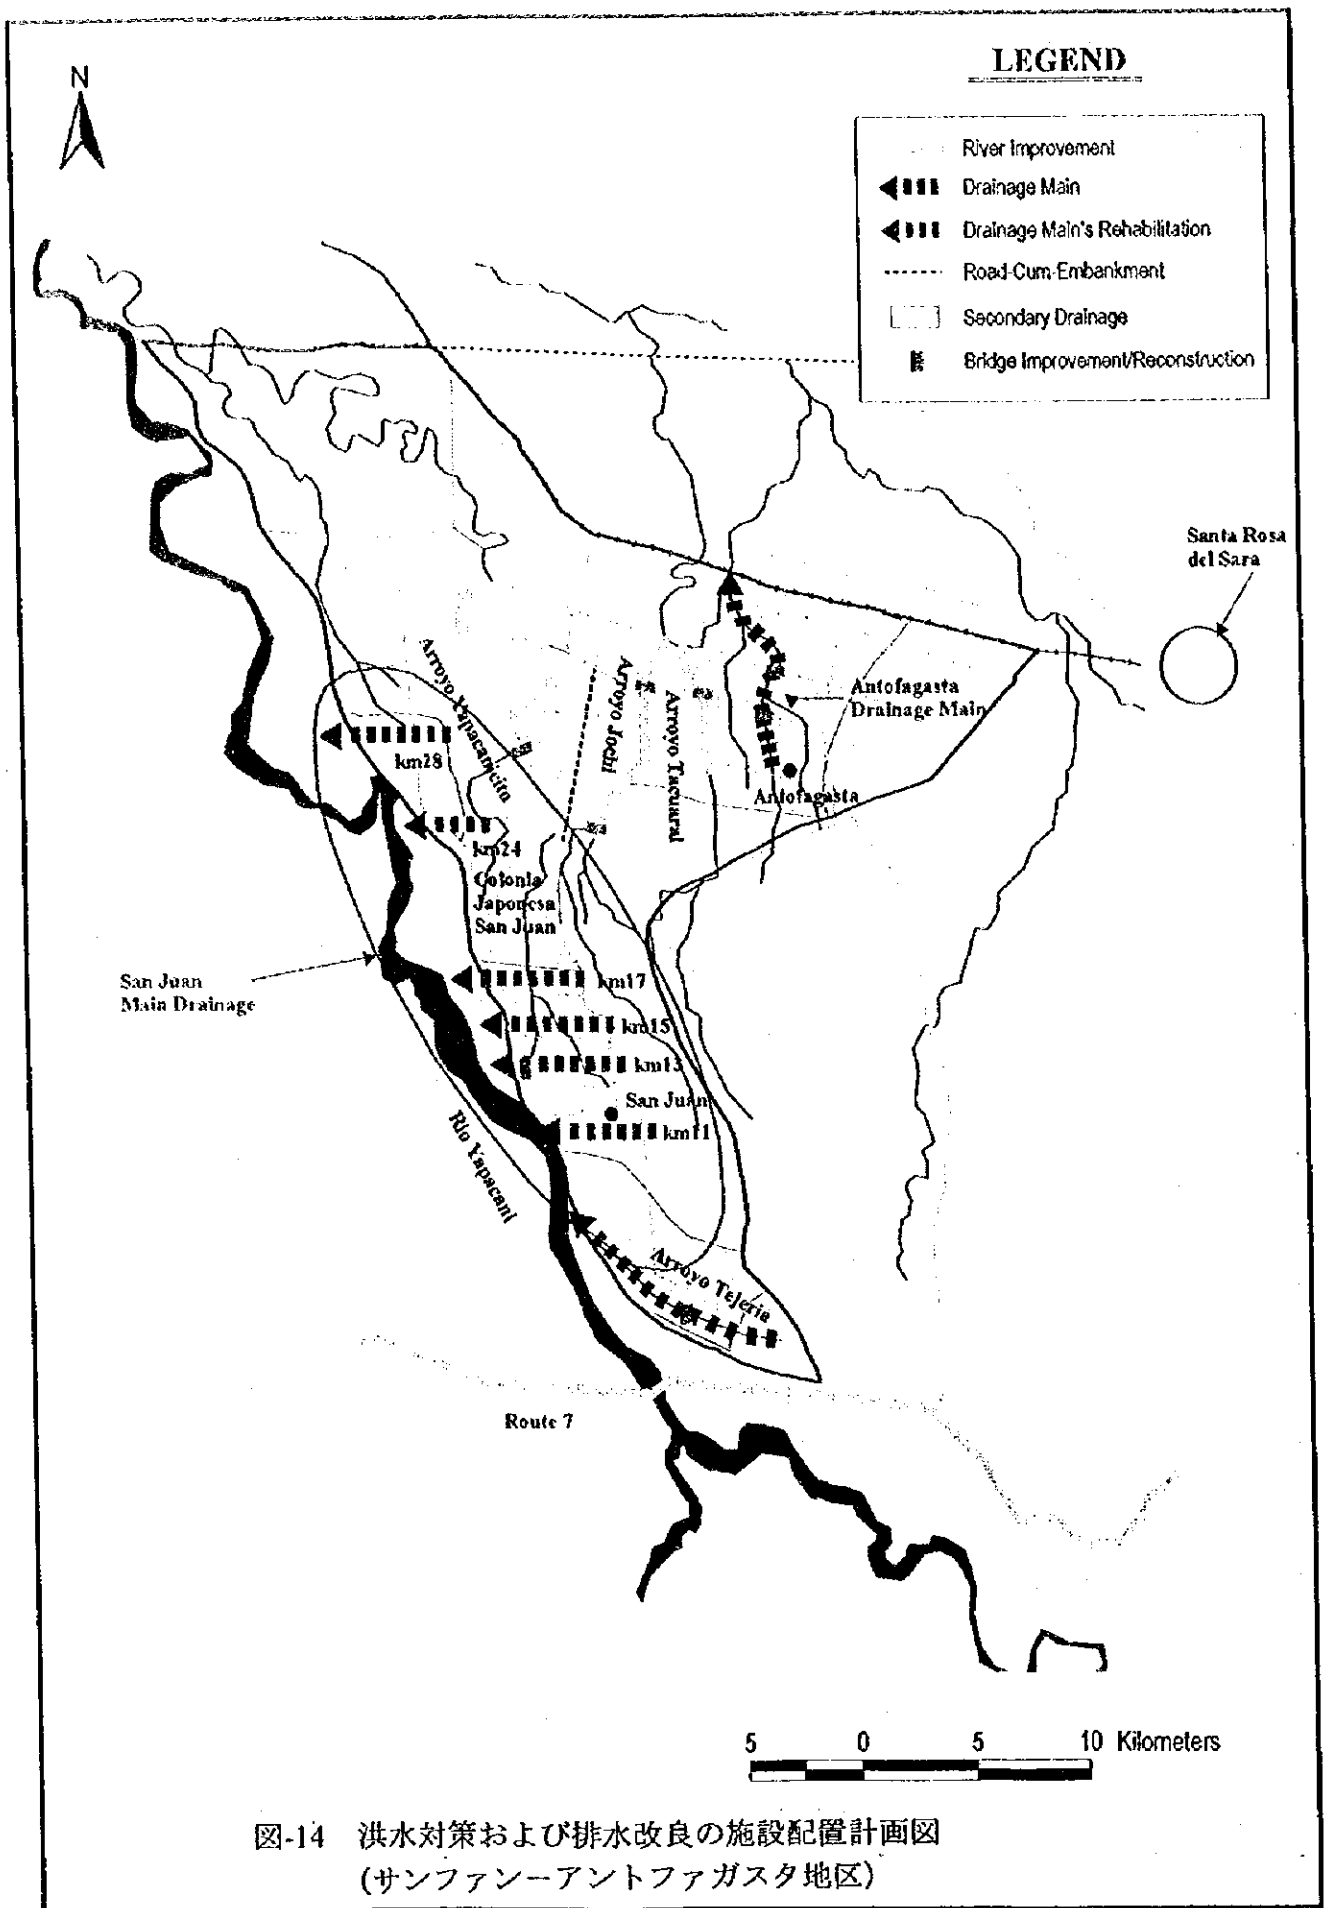 LEGEND
N
River Improvement
Drainage Main
Drainage Main's Rehabilitation
Road-Cum-Embankment
Secondary Drainage
Bridge Improvement/Reconstruction
Santa Rosa
del Sara
Arroyo Yapacanicito
Arroyo Jochi
Arroyo Tacuaral
Antofagasta
Drainage Main
km28
Antofagasta
km24
Colonia
Japonesa
San Juan
San Juan
Main Drainage
km17
km15
km13
San Juan
km11
Rio Yapacani
Arroyo Tejeria
Route 7
5 0 5 10 Kilometers
図-14 洪水対策および排水改良の施設配置計画図
(サンファンーアントファガスタ地区)